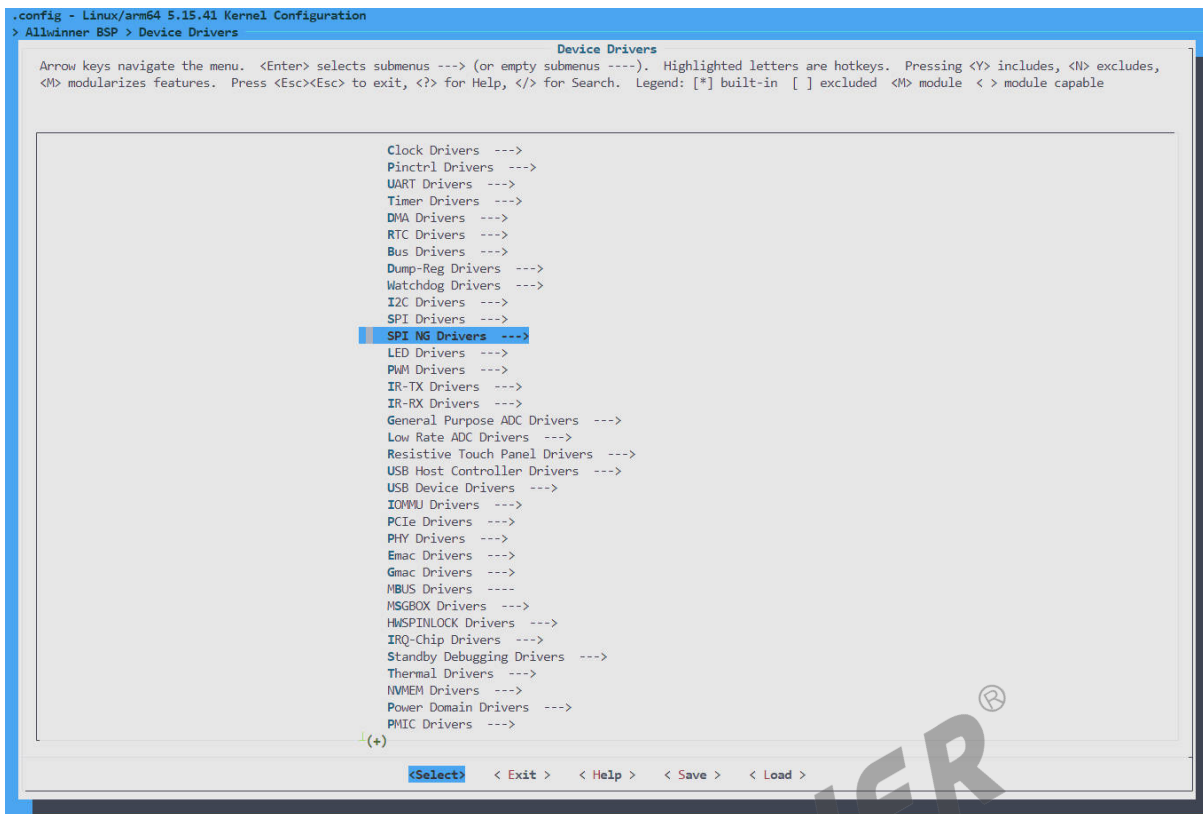 .config - Linux/arm64 5.15.41 Kernel Configuration
> Allwinner BSP > Device Drivers
Device Drivers
Arrow keys navigate the menu.  <Enter> selects submenus ---> (or empty submenus ----).  Highlighted letters are hotkeys.  Pressing <Y> includes, <N> excludes,
<M> modularizes features.  Press <Esc><Esc> to exit, <?> for Help, </> for Search.  Legend: [*] built-in  [ ] excluded  <M> module  < > module capable
Clock Drivers  --->
Pinctrl Drivers  --->
UART Drivers  --->
Timer Drivers  --->
DMA Drivers  --->
RTC Drivers  --->
Bus Drivers  --->
Dump-Reg Drivers  --->
Watchdog Drivers  --->
I2C Drivers  --->
SPI Drivers  --->
SPI NG Drivers  --->
LED Drivers  --->
PWM Drivers  --->
IR-TX Drivers  --->
IR-RX Drivers  --->
General Purpose ADC Drivers  --->
Low Rate ADC Drivers  --->
Resistive Touch Panel Drivers  --->
USB Host Controller Drivers  --->
USB Device Drivers  --->
IOMMU Drivers  --->
PCIe Drivers  --->
PHY Drivers  --->
Emac Drivers  --->
Gmac Drivers  --->
MBUS Drivers  ----
MSGBOX Drivers  --->
HWSPINLOCK Drivers  --->
IRQ-Chip Drivers  --->
Standby Debugging Drivers  --->
Thermal Drivers  --->
NVMEM Drivers  --->
Power Domain Drivers  --->
PMIC Drivers  --->
(+)
<Select>    < Exit >    < Help >    < Save >    < Load >